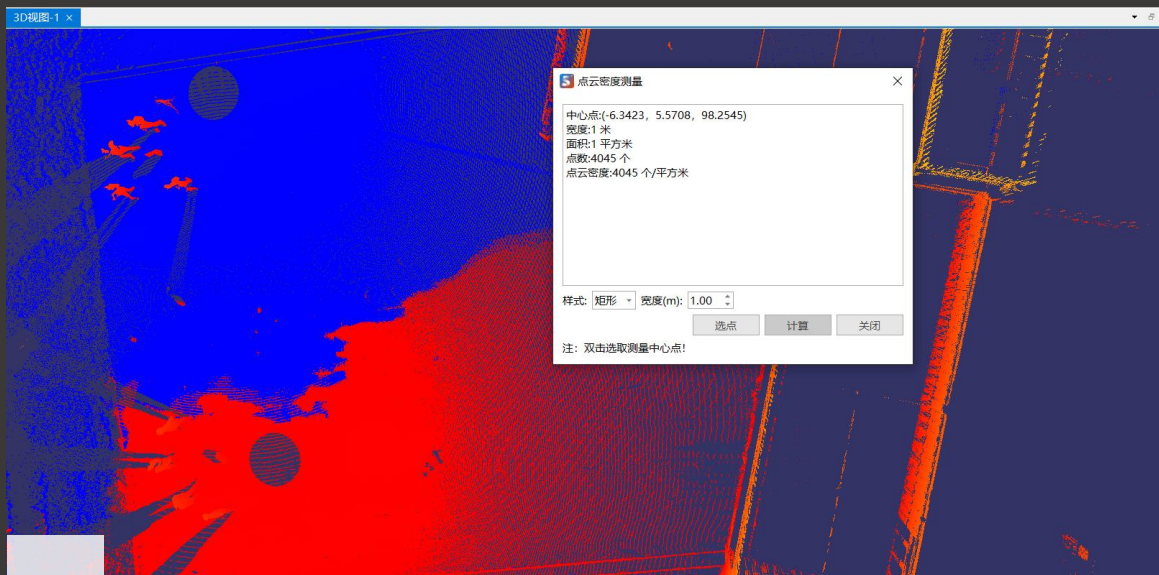 3D视图-1 ×
点云密度测量
中心点:(-6.3423, 5.5708, 98.2545)
宽度:1 米
面积:1 平方米
点数:4045 个
点云密度:4045 个/平方米
样式: 矩形 宽度(m): 1.00
选点 计算 关闭
注: 双击选取测量中心点!